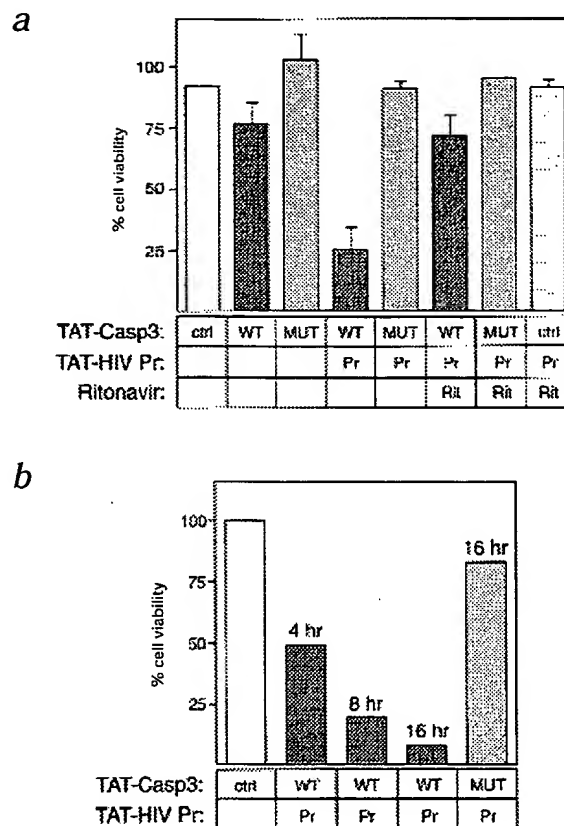 a
100
75
50
25
% cell viability
TAT-Casp3: ctrl WT MUT WT MUT WT MUT ctrl
TAT-HIV Pr: Pr Pr Pr Pr Pr
Ritonavir: Rit Rit Rit
b
100
75
50
25
% cell viability
4 hr
8 hr
16 hr
16 hr
TAT-Casp3: ctrl WT WT WT MUT
TAT-HIV Pr: Pr Pr Pr Pr